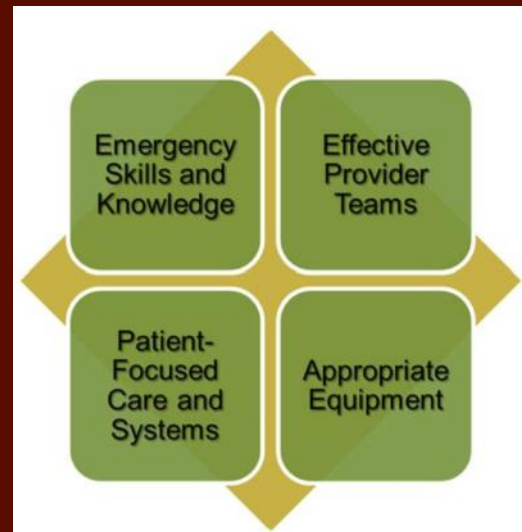 Emergency
Skills and
Knowledge
Effective
Provider
Teams
Patient-
Focused
Care and
Systems
Appropriate
Equipment